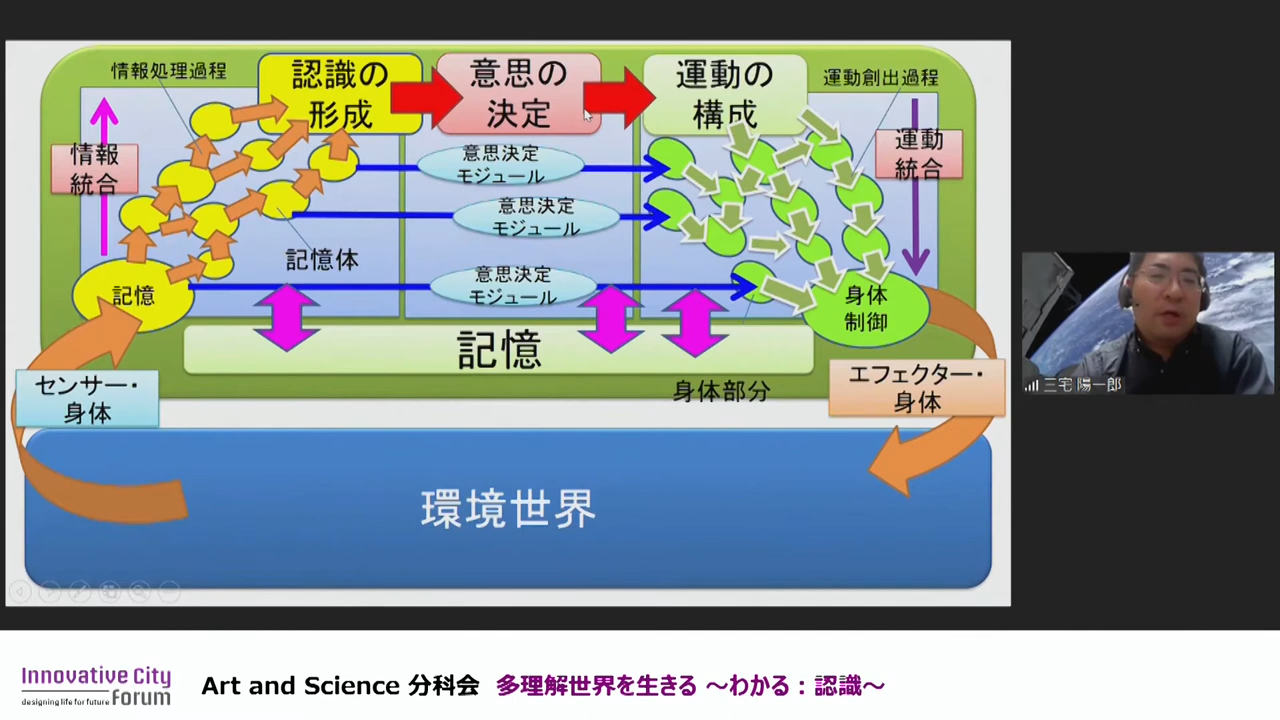 情報処理過程
認識の
形成
意思の
決定
運動の
構成
運動創出過程
情報
統合
意思決定
モジュール
運動
統合
意思決定
モジュール
記憶体
記憶
意思決定
モジュール
身体
制御
記憶
センサー・
身体
身体部分
エフェクター・
身体
環境世界
三宅 陽一郎
Innovative City
Forum
designing life for future
Art and Science 分科会 多理解世界を生きる ～わかる：認識～